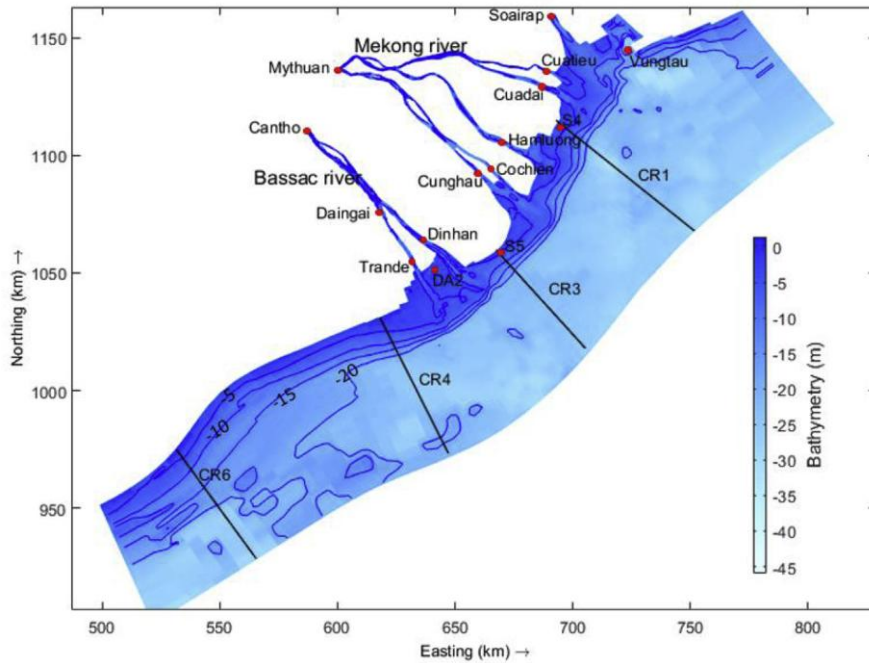 Soairap
1150
Mekong river
Mythuan
Cuatieu
Vungtau
Cuadai
S4
Cantho
Hamluong
1100
Bassac river
Cochien
Cunghau
CR1
Daingai
Dinhan
S5
Trande
DA2
1050
CR3
Northing (km) →
CR4
-20
-5
-15
1000
-10
CR6
950
0
-5
-10
-15
-20
-25
-30
-35
-40
-45
Bathymetry (m)
500
550
600
650
700
750
800
Easting (km) →